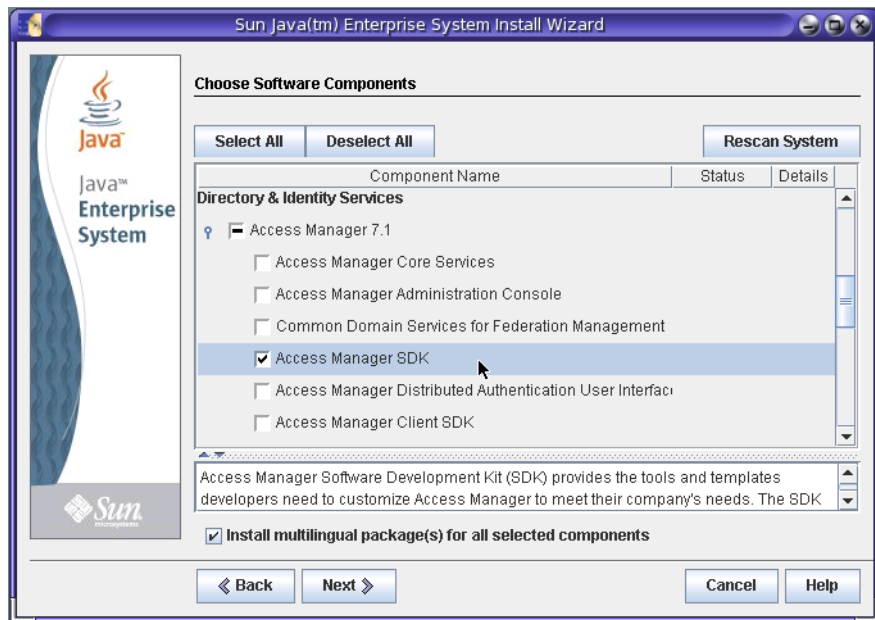 Sun Java(tm) Enterprise System Install Wizard
Java™
Java™
Enterprise
System
Sun
microsystems
Choose Software Components
Select All Deselect All Rescan System
Component Name Status Details
Directory & Identity Services
Access Manager 7.1
Access Manager Core Services
Access Manager Administration Console
Common Domain Services for Federation Management
Access Manager SDK
Access Manager Distributed Authentication User Interfac
Access Manager Client SDK
Access Manager Software Development Kit (SDK) provides the tools and templates
developers need to customize Access Manager to meet their company's needs. The SDK
Install multilingual package(s) for all selected components
Back Next Cancel Help